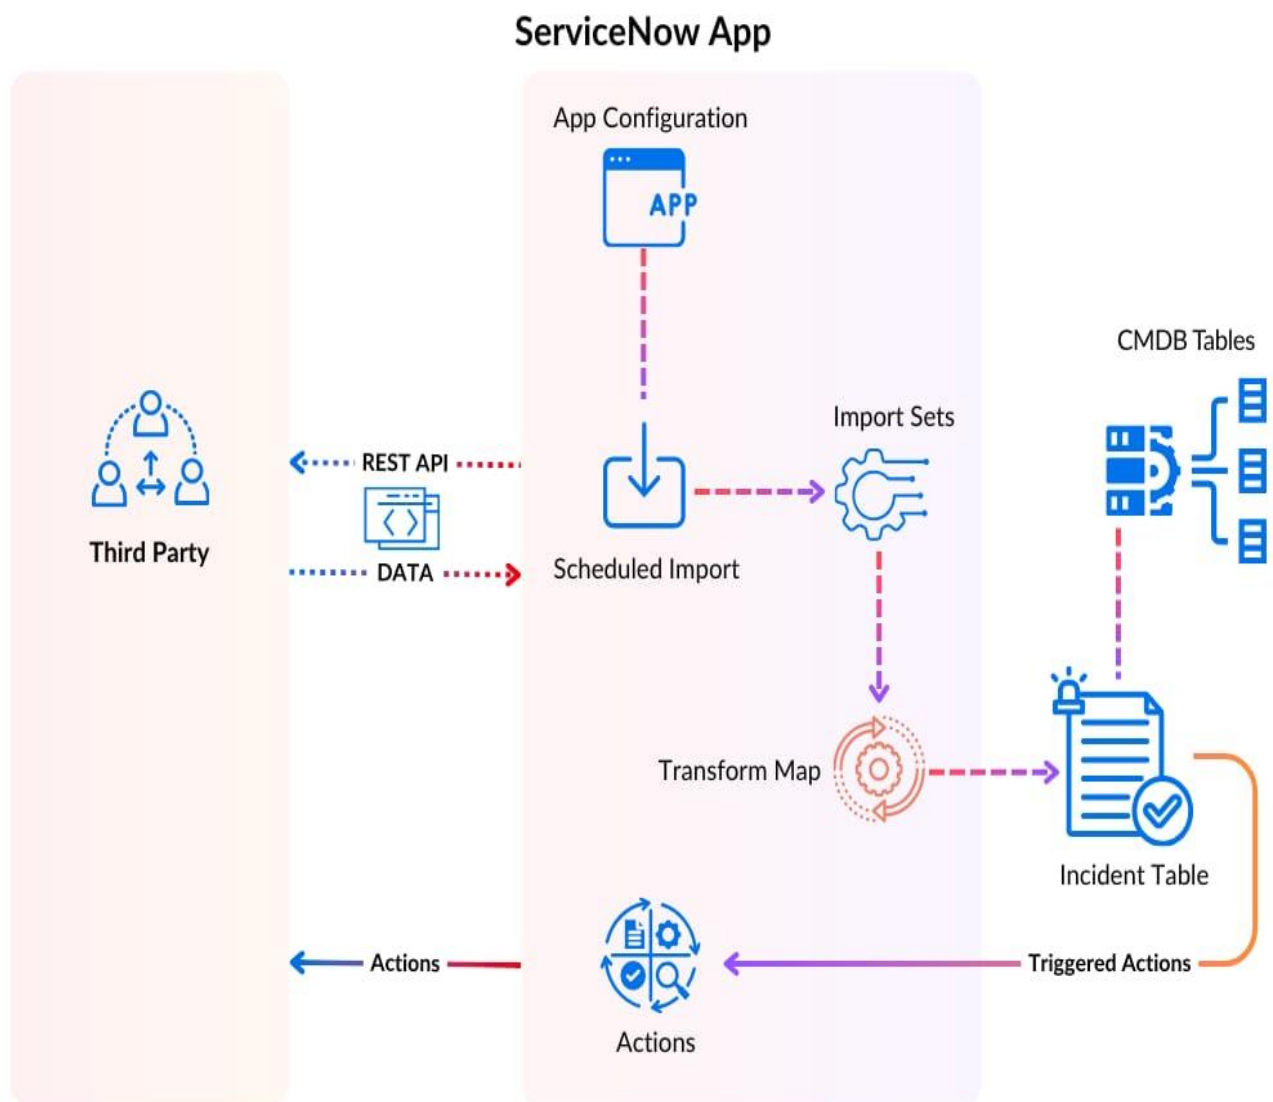 ServiceNow App
App Configuration
APP
CMDB Tables
Import Sets
REST API
Third Party
DATA
Scheduled Import
Transform Map
Incident Table
Actions
Triggered Actions
Actions